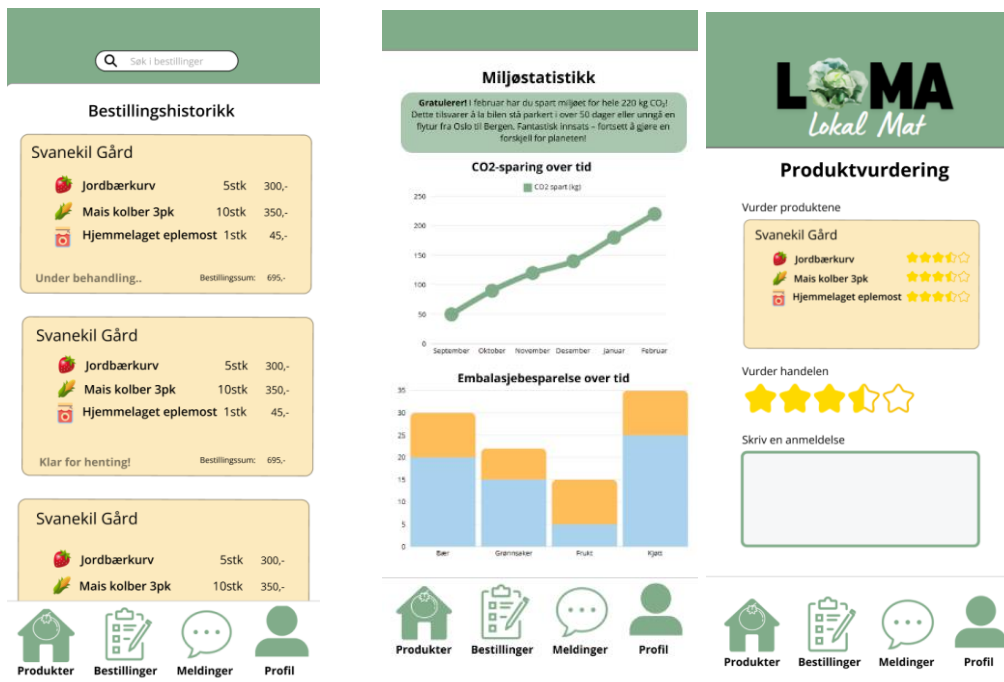 Søk i bestillinger
Bestillingshistorikk
Svanekil Gård
Jordbærkurv 5stk 300,-
Mais kolber 3pk 10stk 350,-
Hjemmelaget eplemost 1stk 45,-
Under behandling.. Bestillingssum: 695,-
Svanekil Gård
Jordbærkurv 5stk 300,-
Mais kolber 3pk 10stk 350,-
Hjemmelaget eplemost 1stk 45,-
Klar for henting! Bestillingssum: 695,-
Svanekil Gård
Jordbærkurv 5stk 300,-
Mais kolber 3pk 10stk 350,-
Produkter Bestillinger Meldinger Profil
Miljøstatistikk
Gratulerer! I februar har du spart miljøet for hele 220 kg CO₂!
Dette tilsvarer å la bilen stå parkert i over 50 dager eller unngå en
flytur fra Oslo til Bergen. Fantastisk innsats – fortsett å gjøre en
forskjell for planeten!
CO2-sparing over tid
CO2 spart (kg)
250
200
150
100
50
0
September Oktober November Desember Januar Februar
Embalasjebesparelse over tid
35
30
25
20
15
10
5
0
Bær Grønnsaker Frukt Kjøtt
Produkter Bestillinger Meldinger Profil
LOMA
Lokal Mat
Produktvurdering
Vurder produktene
Svanekil Gård
Jordbærkurv
Mais kolber 3pk
Hjemmelaget eplemost
Vurder handelen
Skriv en anmeldelse
Produkter Bestillinger Meldinger Profil